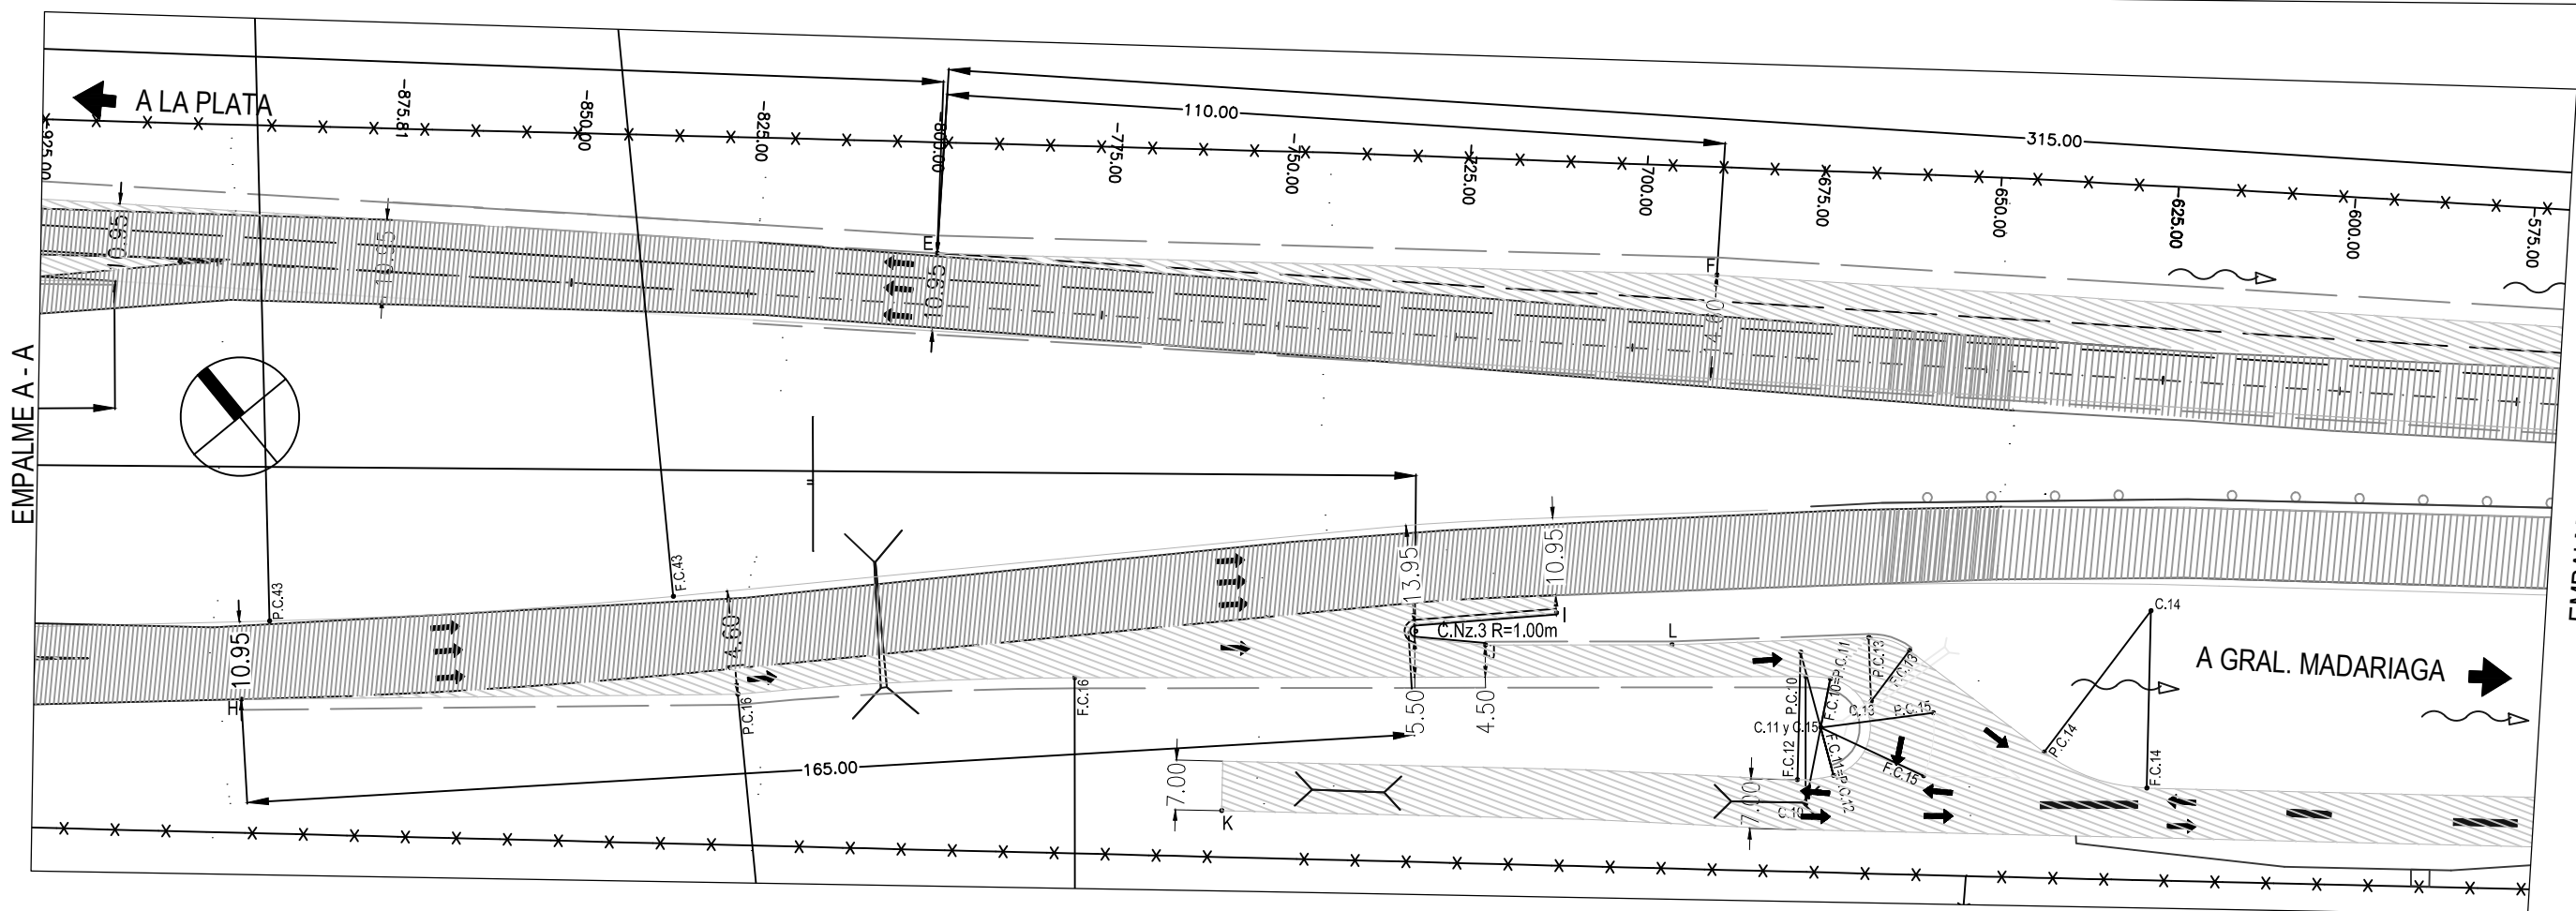 A LA PLATA
110.00
315.00
-875.81
-850.00
-825.00
-800.00
-775.00
-750.00
-725.00
-700.00
-675.00
-650.00
-625.00
-600.00
-575.00
-925.00
10.95
10.95
E
10.95
F
14.60
EMPALME A - A
P.C.43
F.C.43
10.95
H
14.60
P.C.16
F.C.16
13.95
10.95
I
C.Nz.3 R=1.00m
L
5.50
4.50
165.00
7.00
K
7.00
P.C.10
F.C.10=P.C.11
P.C.13
F.C.13
C.13
P.C.15
C.11 y C.15
F.C.12
F.C.11=P.C.12
F.C.15
C.10
C.14
P.C.14
F.C.14
A GRAL. MADARIAGA